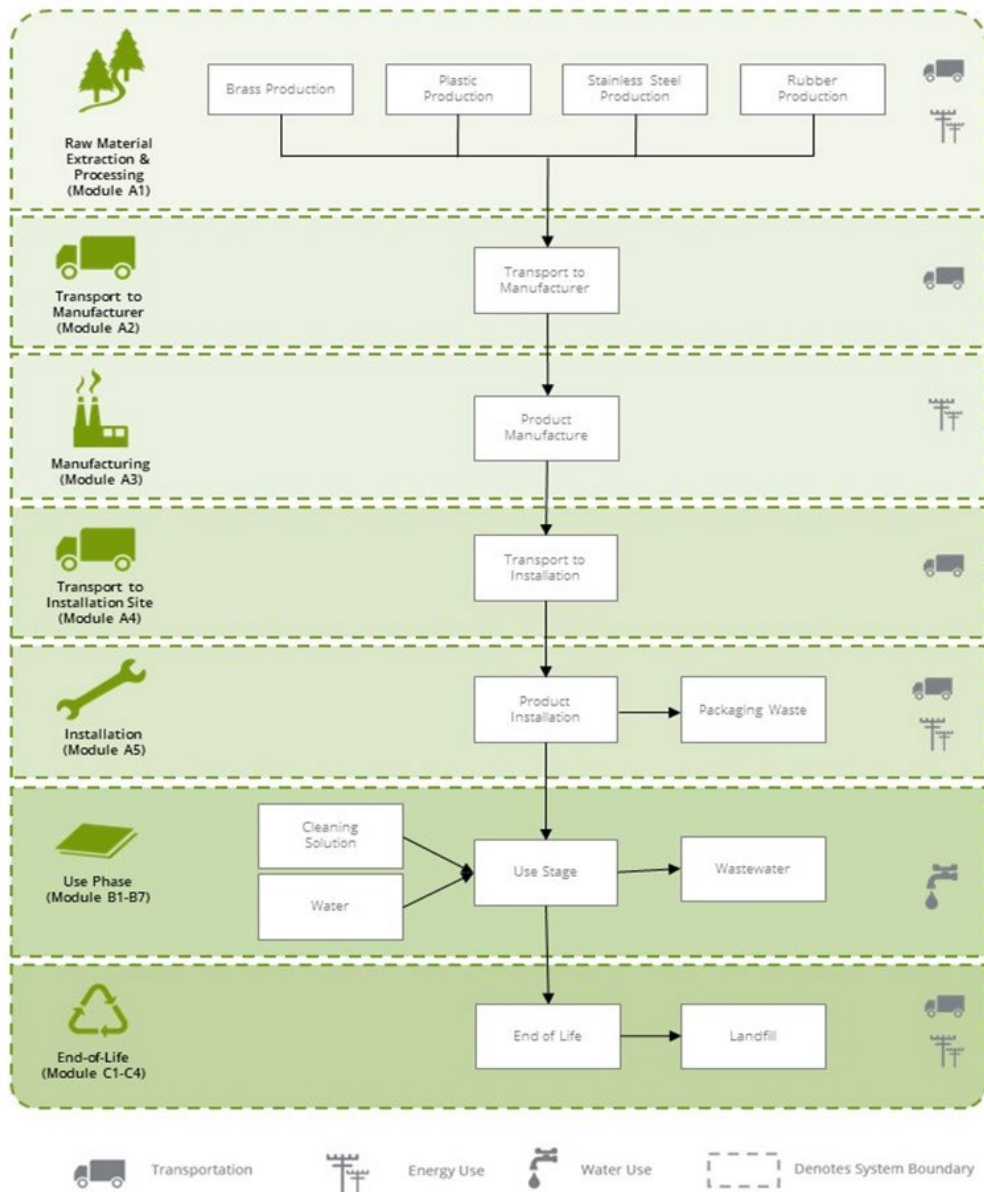 Raw Material
Extraction &
Processing
(Module A1)
Brass Production
Plastic
Production
Stainless Steel
Production
Rubber
Production
Transport to
Manufacturer
(Module A2)
Transport to
Manufacturer
Manufacturing
(Module A3)
Product
Manufacture
Transport to
Installation Site
(Module A4)
Transport to
Installation
Installation
(Module A5)
Product
Installation
Packaging Waste
Use Phase
(Module B1-B7)
Cleaning
Solution
Water
Use Stage
Wastewater
End-of-Life
(Module C1-C4)
End of Life
Landfill
Transportation
Energy Use
Water Use
Denotes System Boundary